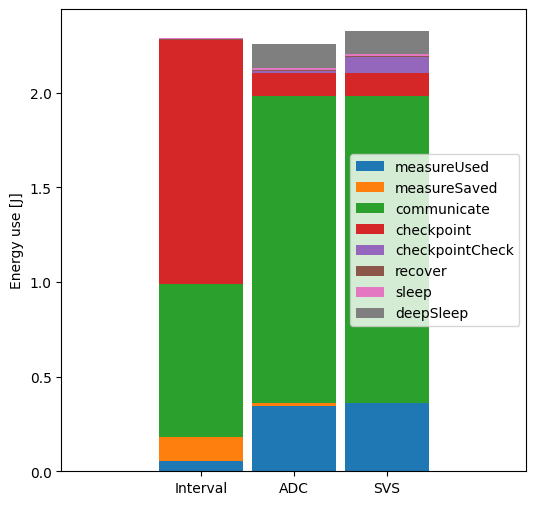 Energy use [J]
2.0
1.5
1.0
0.5
0.0
measureUsed
measureSaved
communicate
checkpoint
checkpointCheck
recover
sleep
deepSleep
Interval
ADC
SVS